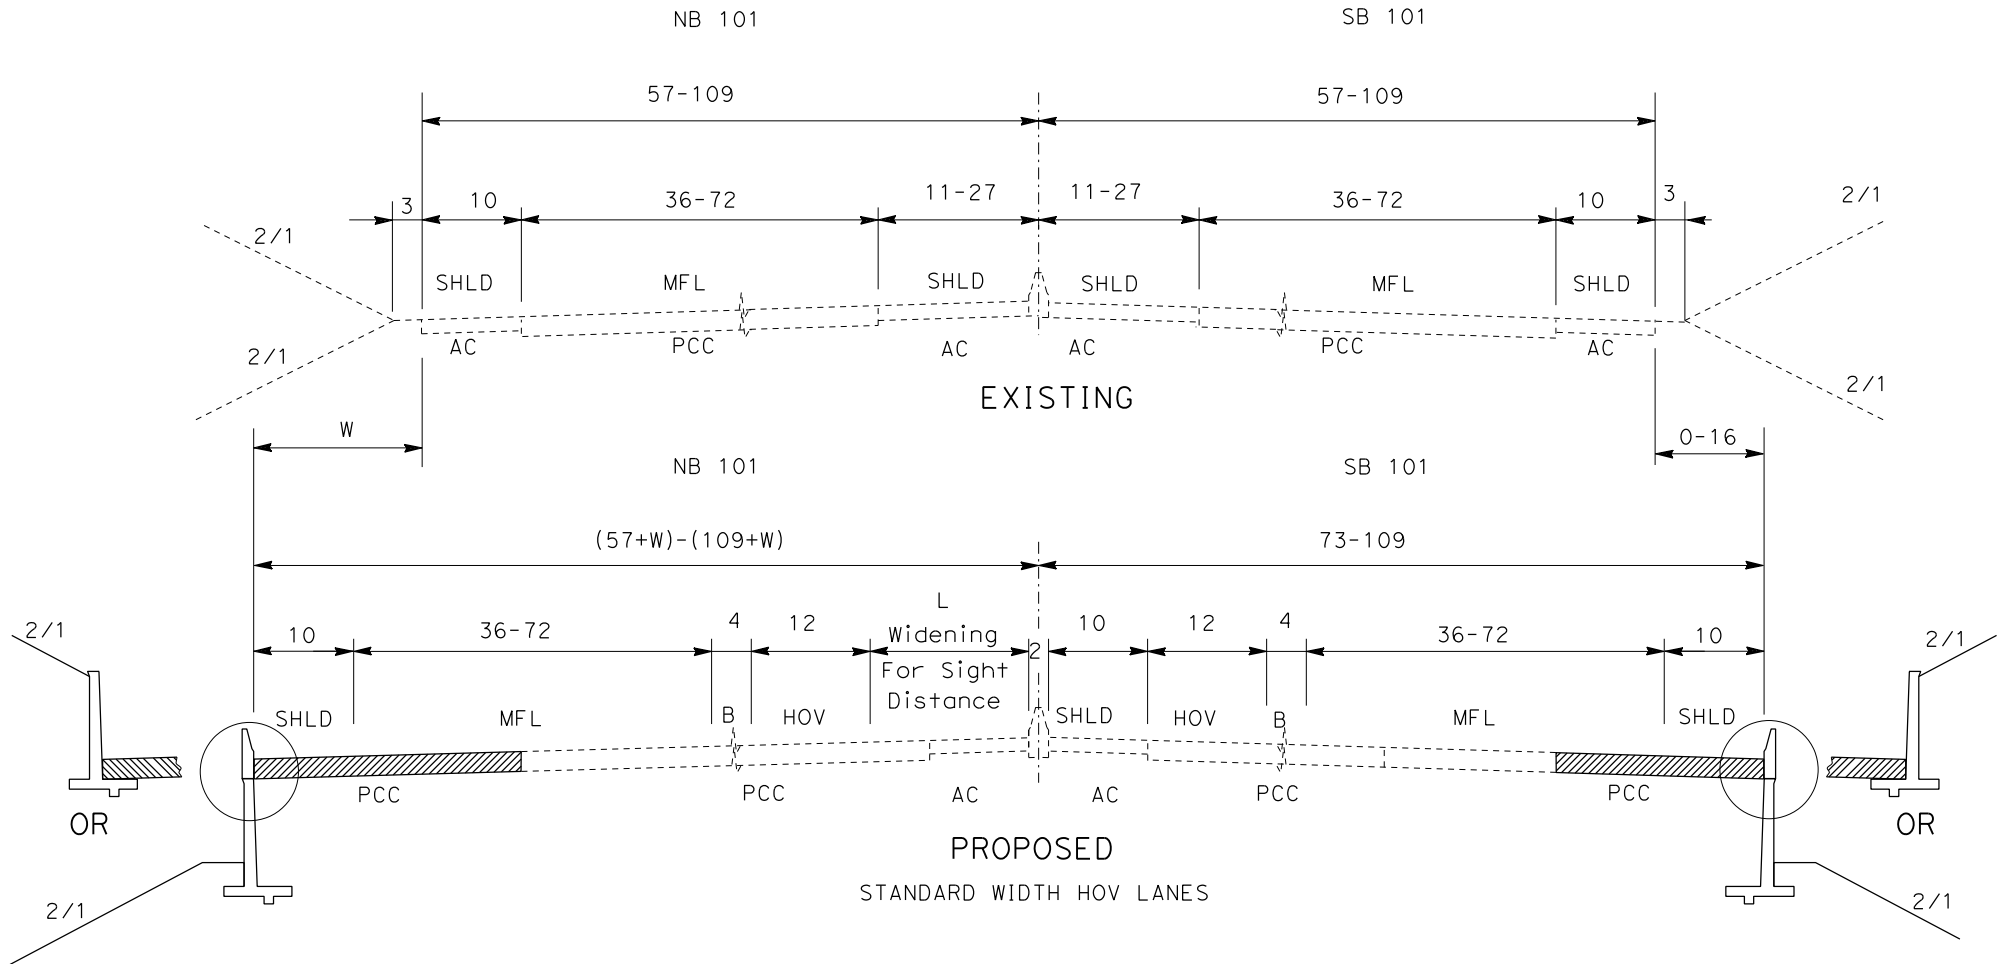 NB 101
SB 101
57-109
57-109
3
10
36-72
11-27
11-27
36-72
10
3
2/1
2/1
SHLD
MFL
SHLD
SHLD
MFL
SHLD
2/1
AC
PCC
AC
AC
PCC
AC
2/1
EXISTING
W
0-16
NB 101
SB 101
(57+W)-(109+W)
73-109
2/1
10
36-72
4
12
L
Widening
For Sight
Distance
2
10
12
4
36-72
10
2/1
SHLD
MFL
B
HOV
SHLD
HOV
B
MFL
SHLD
PCC
PCC
AC
AC
PCC
PCC
OR
OR
PROPOSED
STANDARD WIDTH HOV LANES
2/1
2/1